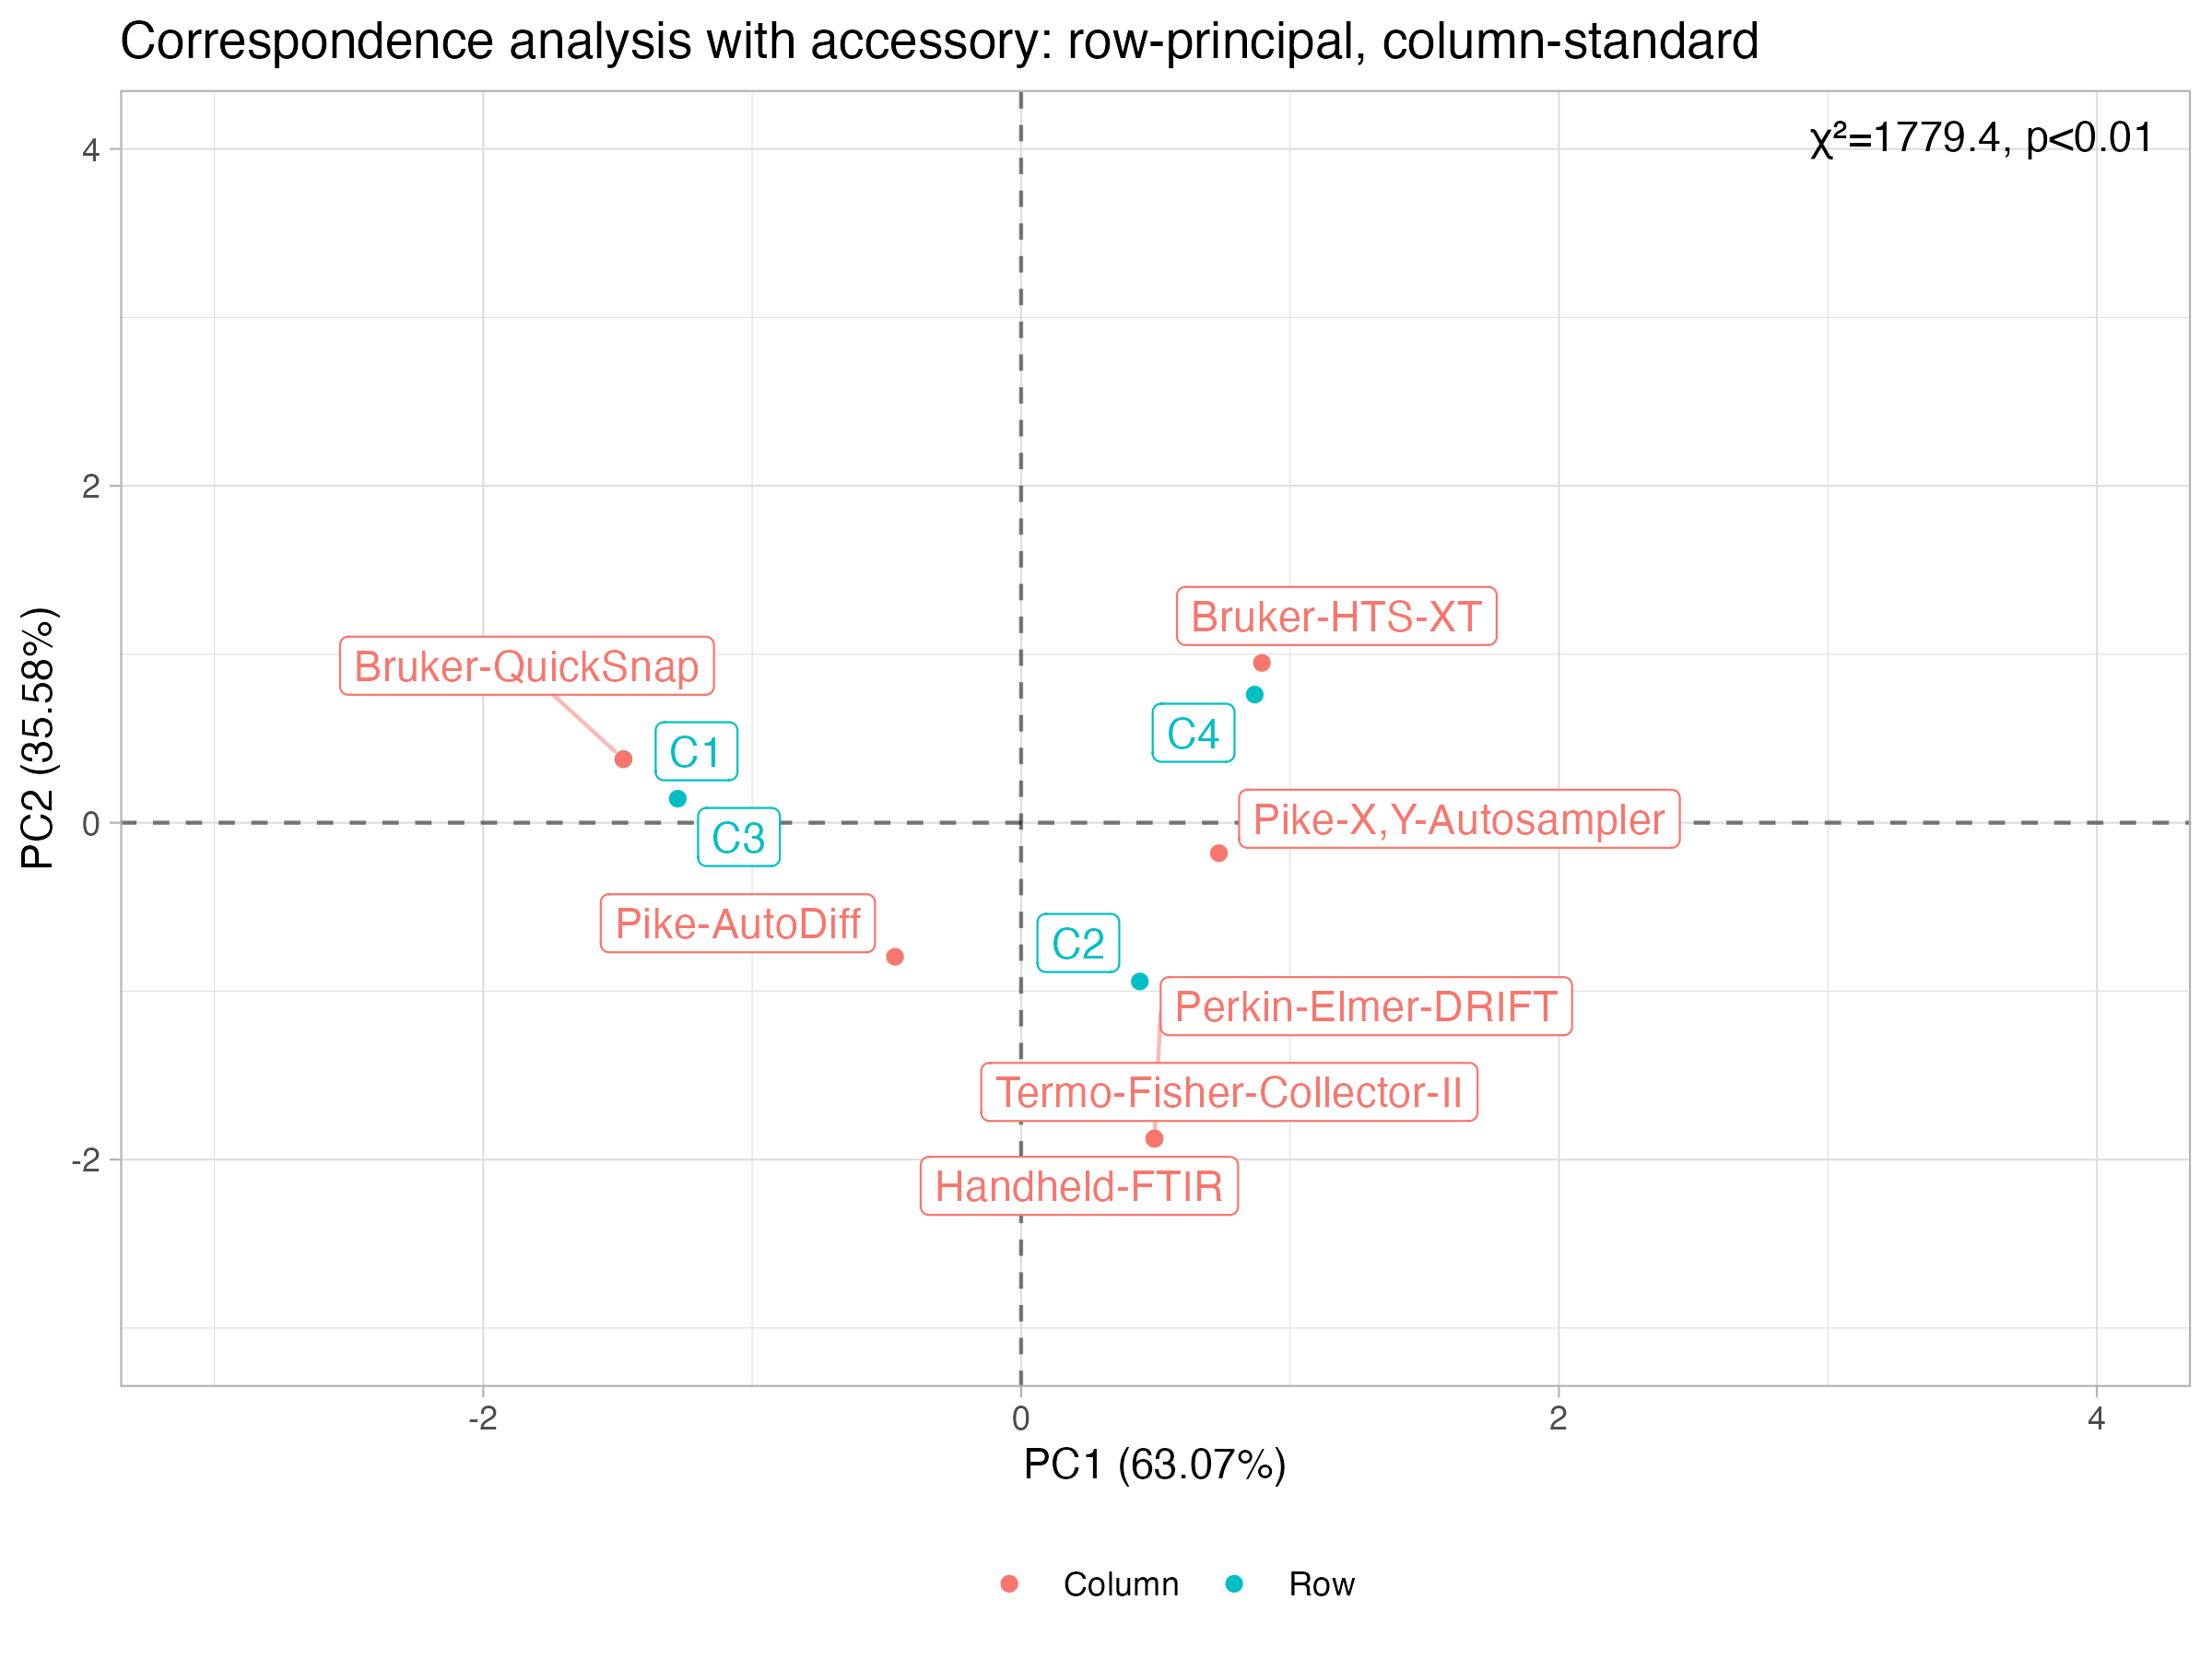 Correspondence analysis with accessory: row-principal, column-standard
χ²=1779.4, p<0.01
4
2
0
-2
PC2 (35.58%)
Bruker-HTS-XT
Bruker-QuickSnap
C1
C4
Pike-X,Y-Autosampler
C3
Pike-AutoDiff
C2
Perkin-Elmer-DRIFT
Termo-Fisher-Collector-II
Handheld-FTIR
-2
0
2
4
PC1 (63.07%)
Column
Row